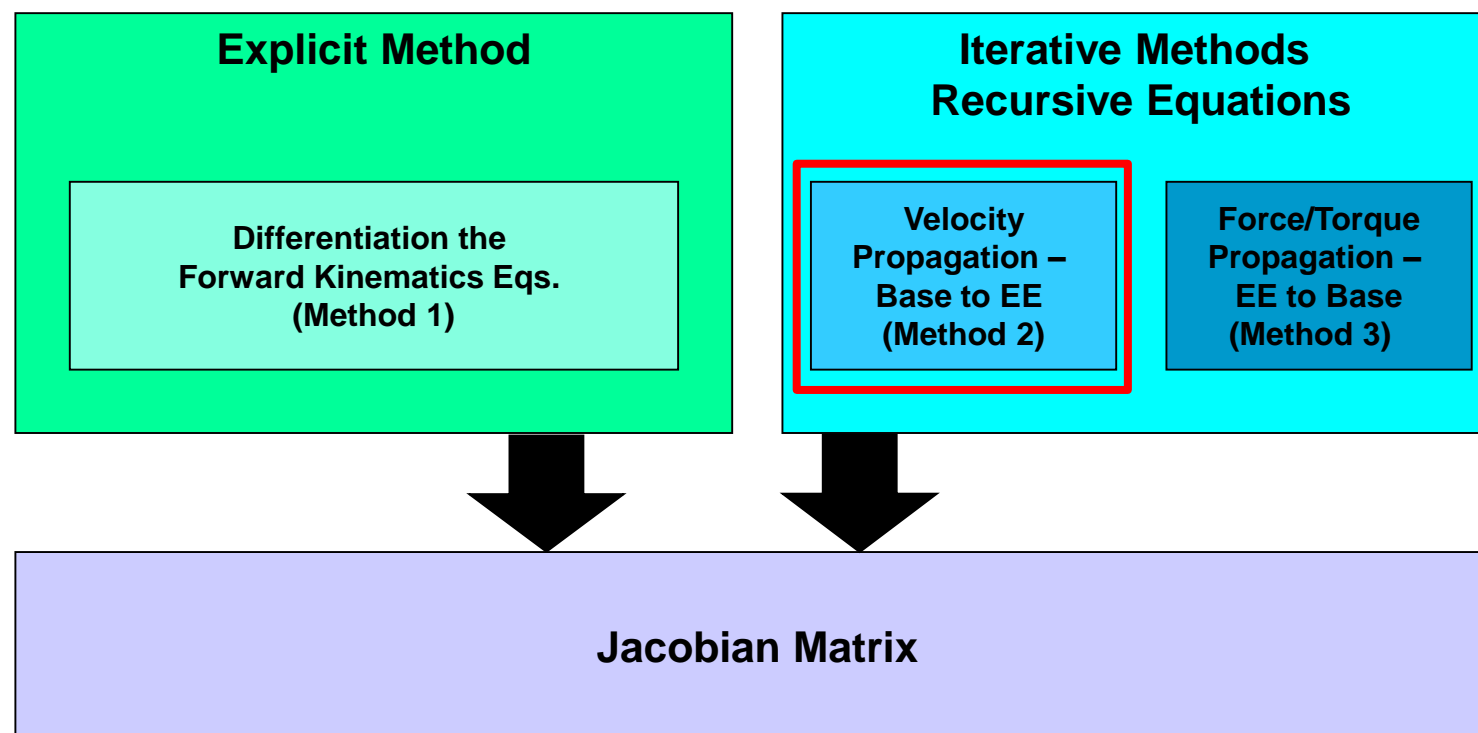 Explicit Method
Differentiation the
Forward Kinematics Eqs.
(Method 1)
Iterative Methods
Recursive Equations
Velocity
Propagation –
Base to EE
(Method 2)
Force/Torque
Propagation –
EE to Base
(Method 3)
Jacobian Matrix